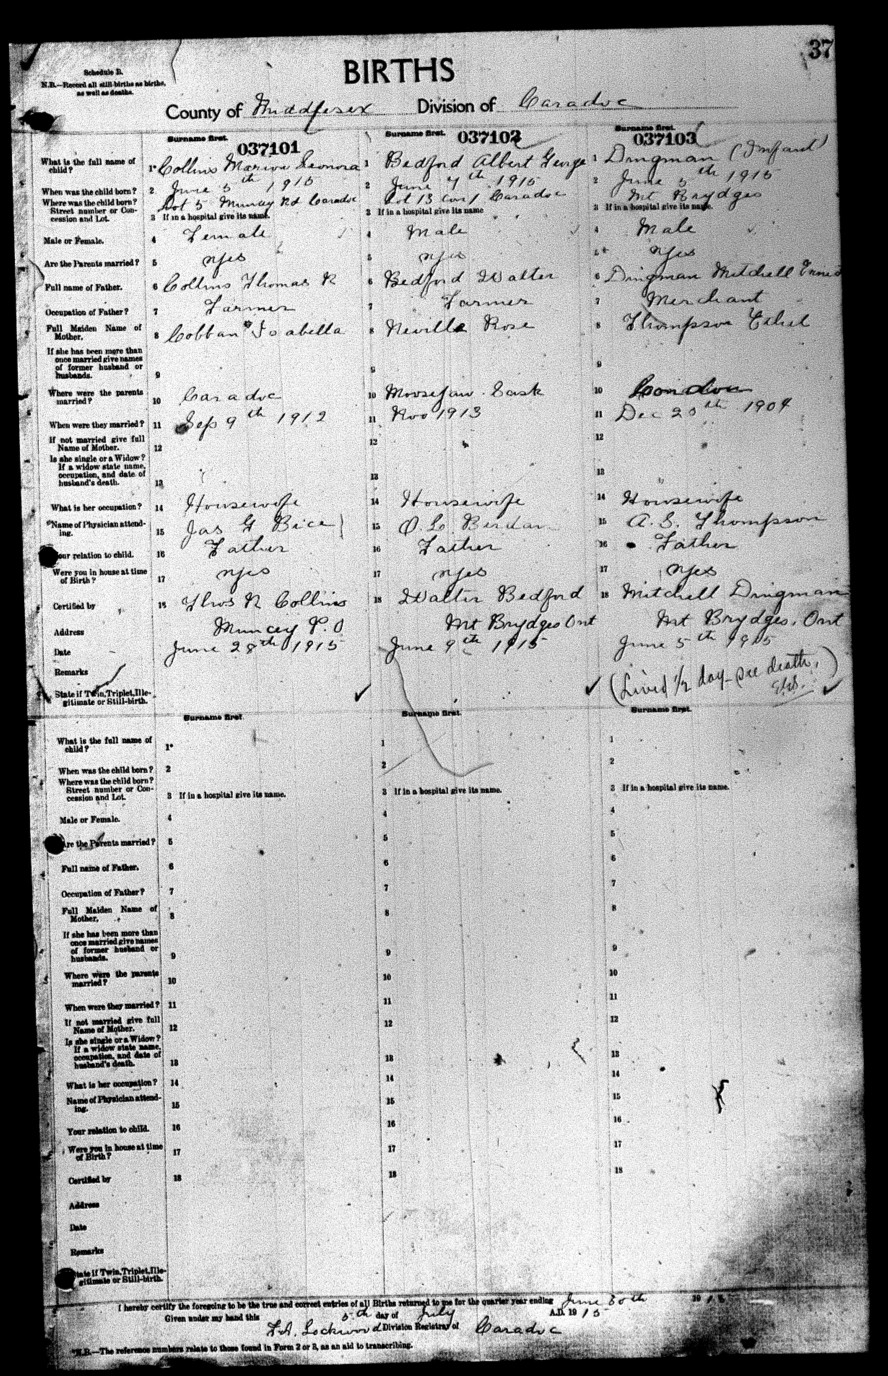 37
Schedule B.
N.B.—Record all still-births as births, as well as deaths.
BIRTHS
County of Middlesex Division of Caradoc
Surname first. Surname first. Surname first.
037101 037102 037103
What is the full name of child? 1 Collins Leonora 1 Bedford Albert George 1 Dingman (Infant)
When was the child born? 2 June 5th 1915 2 June 7th 1915 2 June 5th 1915
Where was the child born? Street number or Concession and Lot. Lot 5 Muncey Rd Caradoc Lot 13 Con 1 Caradoc Mt Brydges
3 If in a hospital give its name. 3 If in a hospital give its name 3 If in a hospital give its name.
Male or Female. 4 Female 4 Male 4 Male
Are the Parents married? 5 yes 5 yes 5 yes
Full name of Father. 6 Collins Thomas R 6 Bedford Walter 6 Dingman Mitchell
Occupation of Father? 7 Farmer 7 Farmer 7 Merchant
Full Maiden Name of Mother. 8 Cobban Isabella 8 Neville Rose 8 Thompson Ethel
If she has been more than once married give names of former husband or husbands. 9 9 9
Where were the parents married? 10 Caradoc 10 Moosejaw Sask 10 London
When were they married? 11 Sep 9th 1912 11 Nov 1913 11 Dec 1904
If not married give full Name of Mother. 12 12 12
Is she single or a Widow? If a widow state name, occupation, and date of husband's death. 13 13 13
What is her occupation? 14 Housewife 14 Housewife 14 Housewife
Name of Physician attending. 15 Jas G Bice 15 Berdan 15 A. S. Thompson
Your relation to child. 16 Father 16 Father 16 Father
Were you in house at time of Birth? 17 yes 17 yes 17 yes
Certified by 18 Thos R Collins 18 Walter Bedford 18 Mitchell Dingman
Address Muncey P.O Mt Brydges Ont Mt Brydges, Ont
Date June 28th 1915 June 9th 1915 June 5th 1915
Remarks (Lived 1/2 day - see death.)
State if Twin, Triplet, Illegitimate or Still-birth.
Surname first. Surname first. Surname first.
What is the full name of child? 1 1 1
When was the child born? 2 2 2
Where was the child born? Street number or Concession and Lot. 3 If in a hospital give its name. 3 If in a hospital give its name. 3 If in a hospital give its name.
Male or Female. 4 4 4
Are the Parents married? 5 5 5
Full name of Father. 6 6 6
Occupation of Father? 7 7 7
Full Maiden Name of Mother. 8 8 8
If she has been more than once married give names of former husband or husbands. 9 9 9
Where were the parents married? 10 10 10
When were they married? 11 11 11
If not married give full Name of Mother. 12 12 12
Is she single or a Widow? If a widow state name, occupation, and date of husband's death. 13 13 13
What is her occupation? 14 14 14
Name of Physician attending. 15 15 15
Your relation to child. 16 16 16
Were you in house at time of Birth? 17 17 17
Certified by 18 18 18
Address
Date
Remarks
State if Twin, Triplet, Illegitimate or Still-birth.
I hereby certify the foregoing to be the true and correct entries of all Births returned to me for the quarter year ending June 30th 19
Given under my hand this 5th day of July A.D. 19 15
Lockwood Division Registry of Caradoc
*N.B.—The reference numbers relate to those found in Form 2 or 3, as an aid to transcribing.